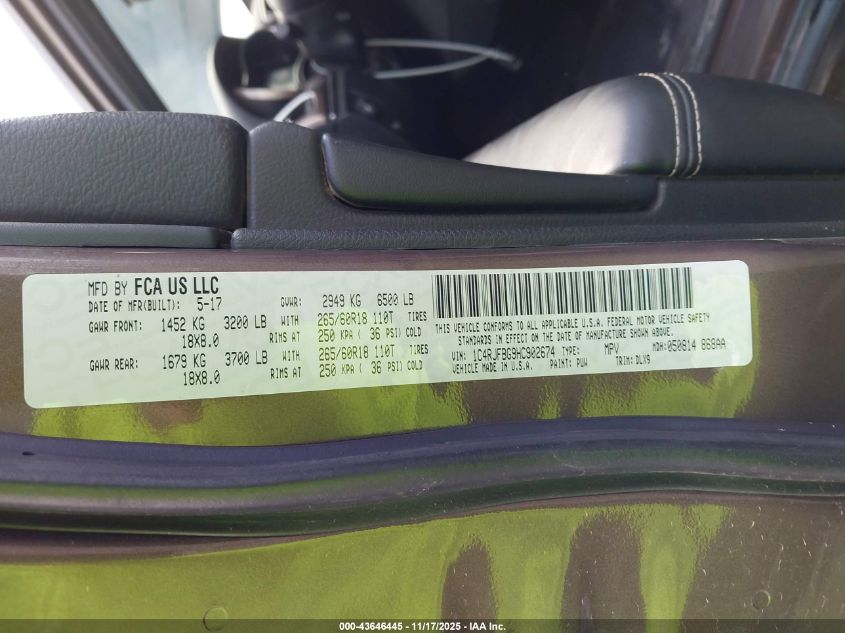 MFD BY FCA US LLC
DATE OF MFR(BUILT): 5-17 GVWR: 2949 KG 6500 LB
GAWR FRONT: 1452 KG 3200 LB WITH 265/60R18 110T TIRES
18X8.0 RIMS AT 250 KPA ( 36 PSI) COLD
GAWR REAR: 1679 KG 3700 LB WITH 265/60R18 110T TIRES
18X8.0 RIMS AT 250 KPA ( 36 PSI) COLD
THIS VEHICLE CONFORMS TO ALL APPLICABLE U.S.A. FEDERAL MOTOR VEHICLE SAFETY
STANDARDS IN EFFECT ON THE DATE OF MANUFACTURE SHOWN ABOVE.
VIN: 1C4RJFBG9HC902674 TYPE: MPV MDH: 050814 869AA
VEHICLE MADE IN U.S.A. PAINT: PUW TRIM: DLX9
000-43646445 - 11/17/2025 - IAA Inc.